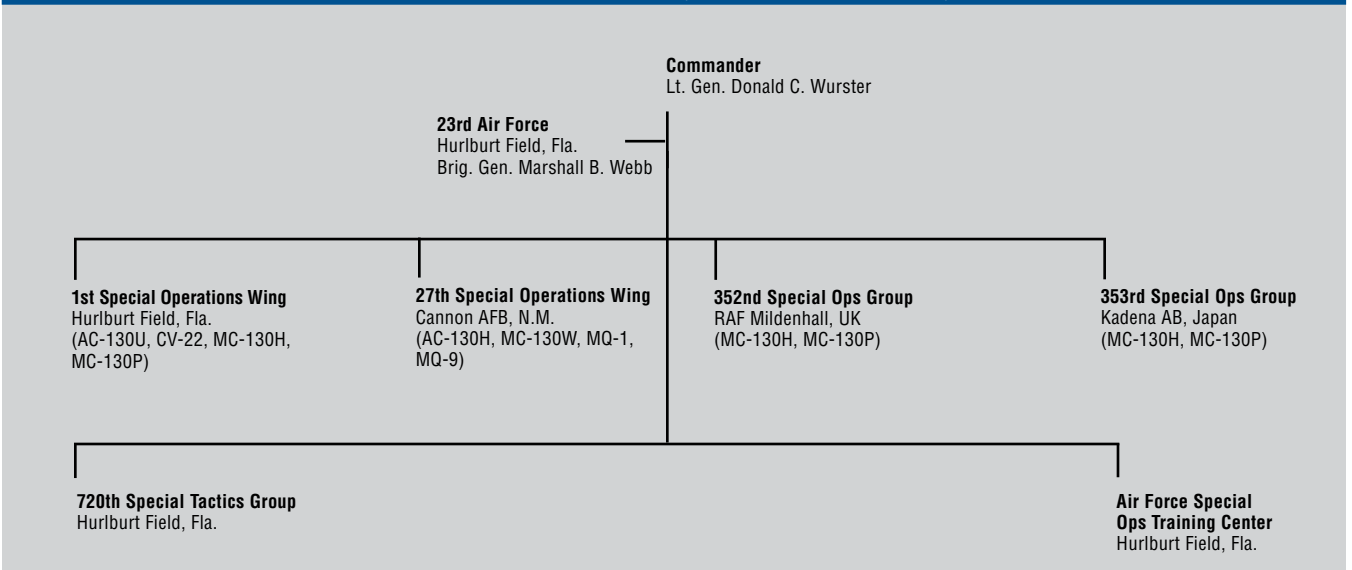 Commander
Lt. Gen. Donald C. Wurster
23rd Air Force
Hurlburt Field, Fla.
Brig. Gen. Marshall B. Webb
1st Special Operations Wing
Hurlburt Field, Fla.
(AC-130U, CV-22, MC-130H,
MC-130P)
27th Special Operations Wing
Cannon AFB, N.M.
(AC-130H, MC-130W, MQ-1,
MQ-9)
352nd Special Ops Group
RAF Mildenhall, UK
(MC-130H, MC-130P)
353rd Special Ops Group
Kadena AB, Japan
(MC-130H, MC-130P)
720th Special Tactics Group
Hurlburt Field, Fla.
Air Force Special
Ops Training Center
Hurlburt Field, Fla.